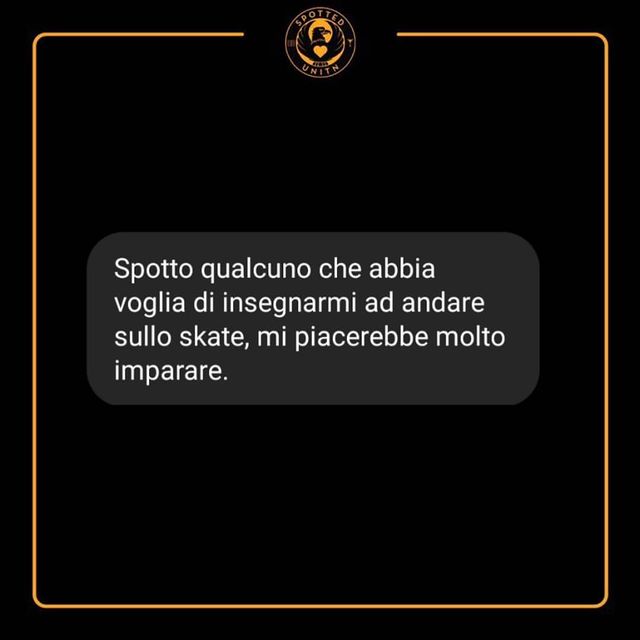 SPOTTED
UNITN
Spotto qualcuno che abbia
voglia di insegnarmi ad andare
sullo skate, mi piacerebbe molto
imparare.